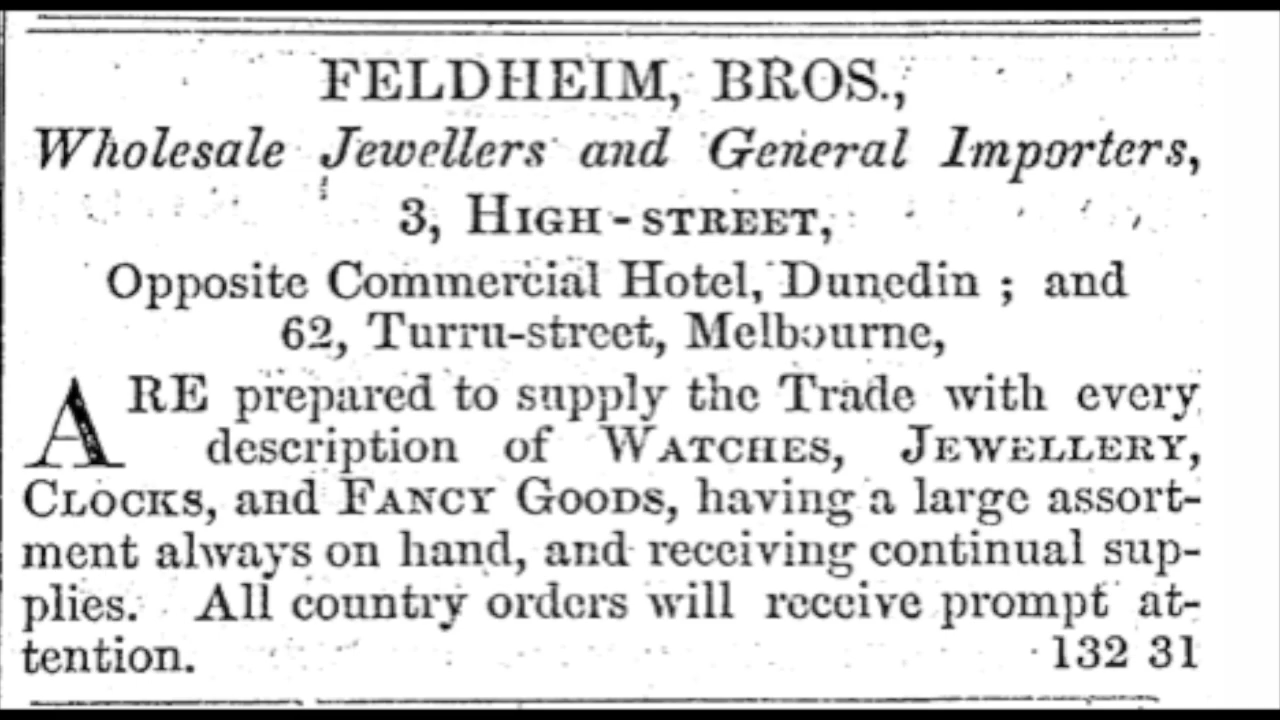 FELDHEIM, BROS.,
Wholesale Jewellers and General Importers,
3, HIGH-STREET,
Opposite Commercial Hotel, Dunedin ; and
62, Turru-street, Melbourne,
ARE prepared to supply the Trade with every
description of WATCHES, JEWELLERY,
CLOCKS, and FANCY GOODS, having a large assort-
ment always on hand, and receiving continual sup-
plies. All country orders will receive prompt at-
tention. 132 31